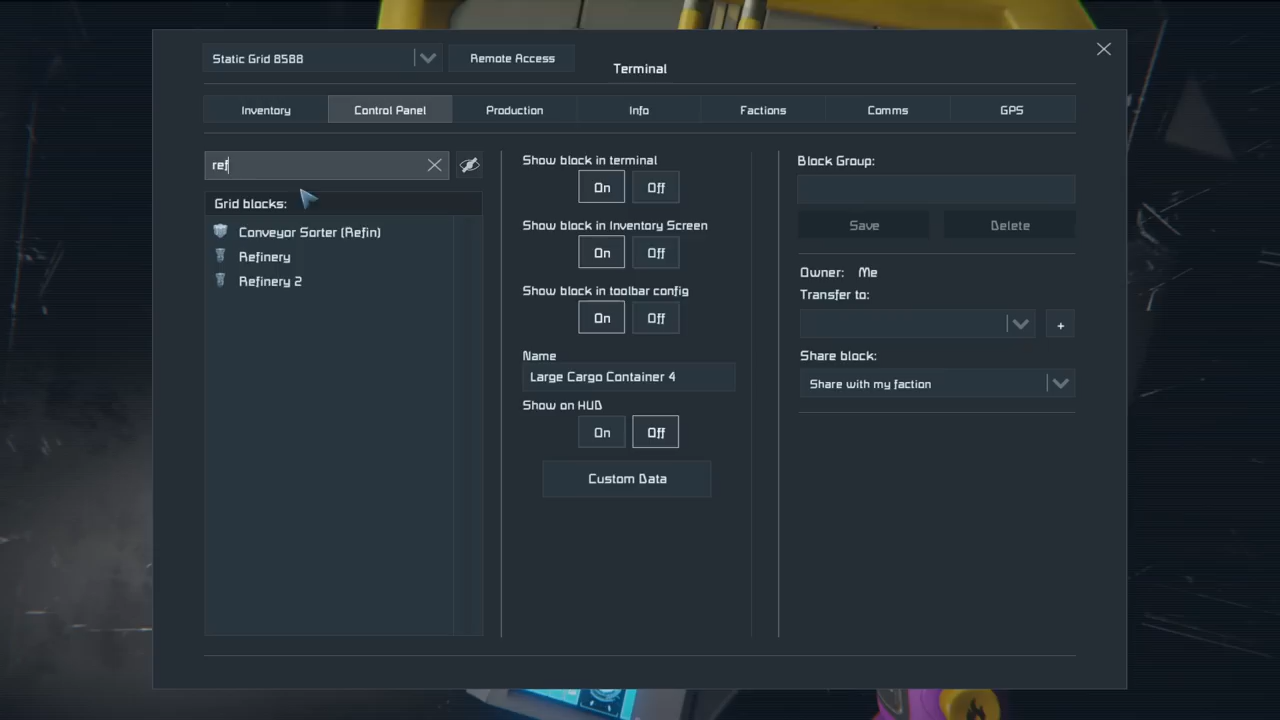 Static Grid 8588
Remote Access
Terminal
Inventory
Control Panel
Production
Info
Factions
Comms
GPS
ref
Grid blocks:
Conveyor Sorter (Refin)
Refinery
Refinery 2
Show block in terminal
On
Off
Show block in Inventory Screen
On
Off
Show block in toolbar config
On
Off
Name
Large Cargo Container 4
Show on HUD
On
Off
Custom Data
Block Group:
Save
Delete
Owner: Me
Transfer to:
+
Share block:
Share with my faction